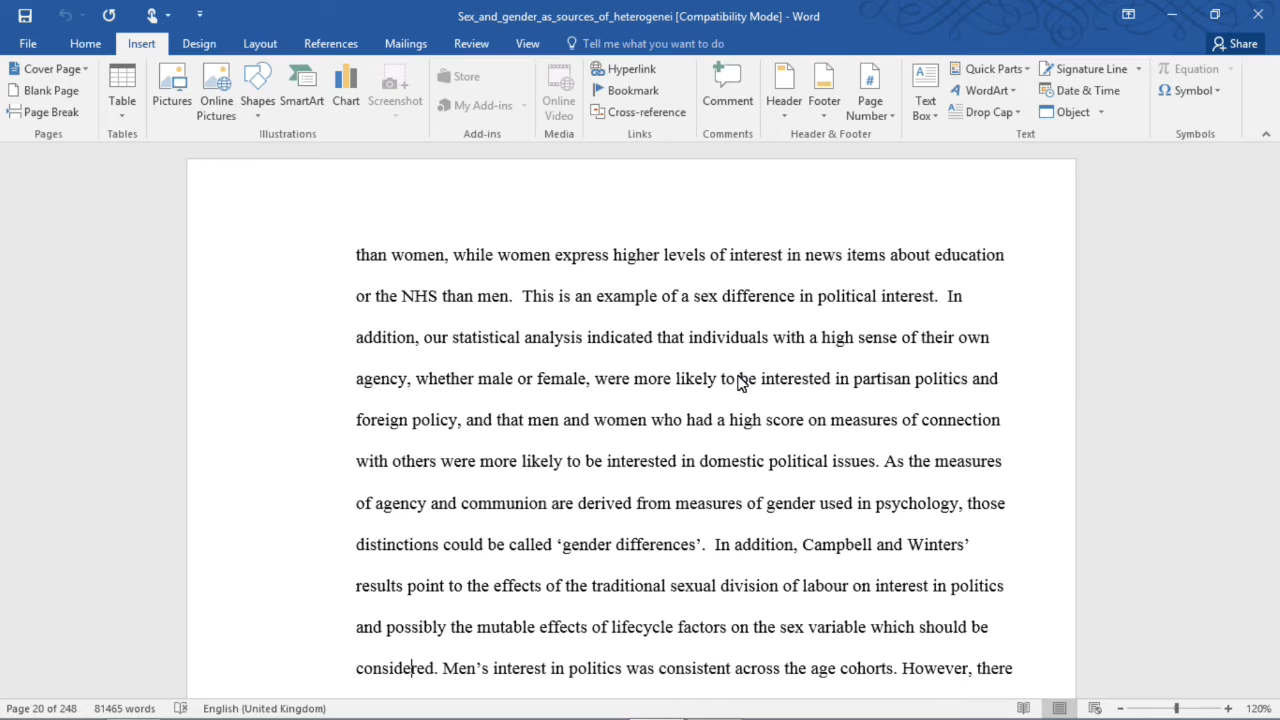 Sex_and_gender_as_sources_of_heterogenei [Compatibility Mode] - Word
File Home Insert Design Layout References Mailings Review View Tell me what you want to do Share
Cover Page
Blank Page
Page Break
Pages
Table
Tables
Pictures
Online Pictures
Shapes
SmartArt
Chart
Screenshot
Illustrations
Store
My Add-ins
Add-ins
Online Video
Media
Hyperlink
Bookmark
Cross-reference
Links
Comment
Comments
Header
Footer
Page Number
Header & Footer
Text Box
Quick Parts
WordArt
Drop Cap
Signature Line
Date & Time
Object
Text
Equation
Symbol
Symbols
than women, while women express higher levels of interest in news items about education
or the NHS than men.  This is an example of a sex difference in political interest.  In
addition, our statistical analysis indicated that individuals with a high sense of their own
agency, whether male or female, were more likely to be interested in partisan politics and
foreign policy, and that men and women who had a high score on measures of connection
with others were more likely to be interested in domestic political issues. As the measures
of agency and communion are derived from measures of gender used in psychology, those
distinctions could be called ‘gender differences’.  In addition, Campbell and Winters’
results point to the effects of the traditional sexual division of labour on interest in politics
and possibly the mutable effects of lifecycle factors on the sex variable which should be
considered. Men’s interest in politics was consistent across the age cohorts. However, there
Page 20 of 248 81465 words English (United Kingdom) 120%